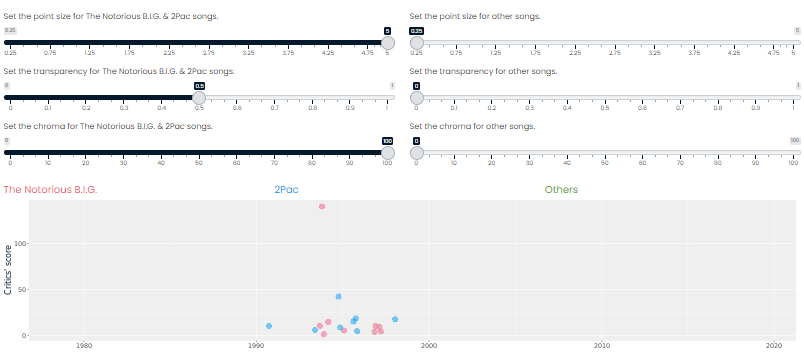 Set the point size for The Notorious B.I.G. & 2Pac songs.
Set the point size for other songs.
0.25 5
0.25 5
0.25 0.75 1.25 1.75 2.25 2.75 3.25 3.75 4.25 4.75 5
0.25 0.75 1.25 1.75 2.25 2.75 3.25 3.75 4.25 4.75 5
Set the transparency for The Notorious B.I.G. & 2Pac songs.
Set the transparency for other songs.
0 0.5 1
0 1
0 0.1 0.2 0.3 0.4 0.5 0.6 0.7 0.8 0.9 1
0 0.1 0.2 0.3 0.4 0.5 0.6 0.7 0.8 0.9 1
Set the chroma for The Notorious B.I.G. & 2Pac songs.
Set the chroma for other songs.
0 100
0 100
0 10 20 30 40 50 60 70 80 90 100
0 10 20 30 40 50 60 70 80 90 100
The Notorious B.I.G. 2Pac Others
Critics' score
100
50
0
1980 1990 2000 2010 2020